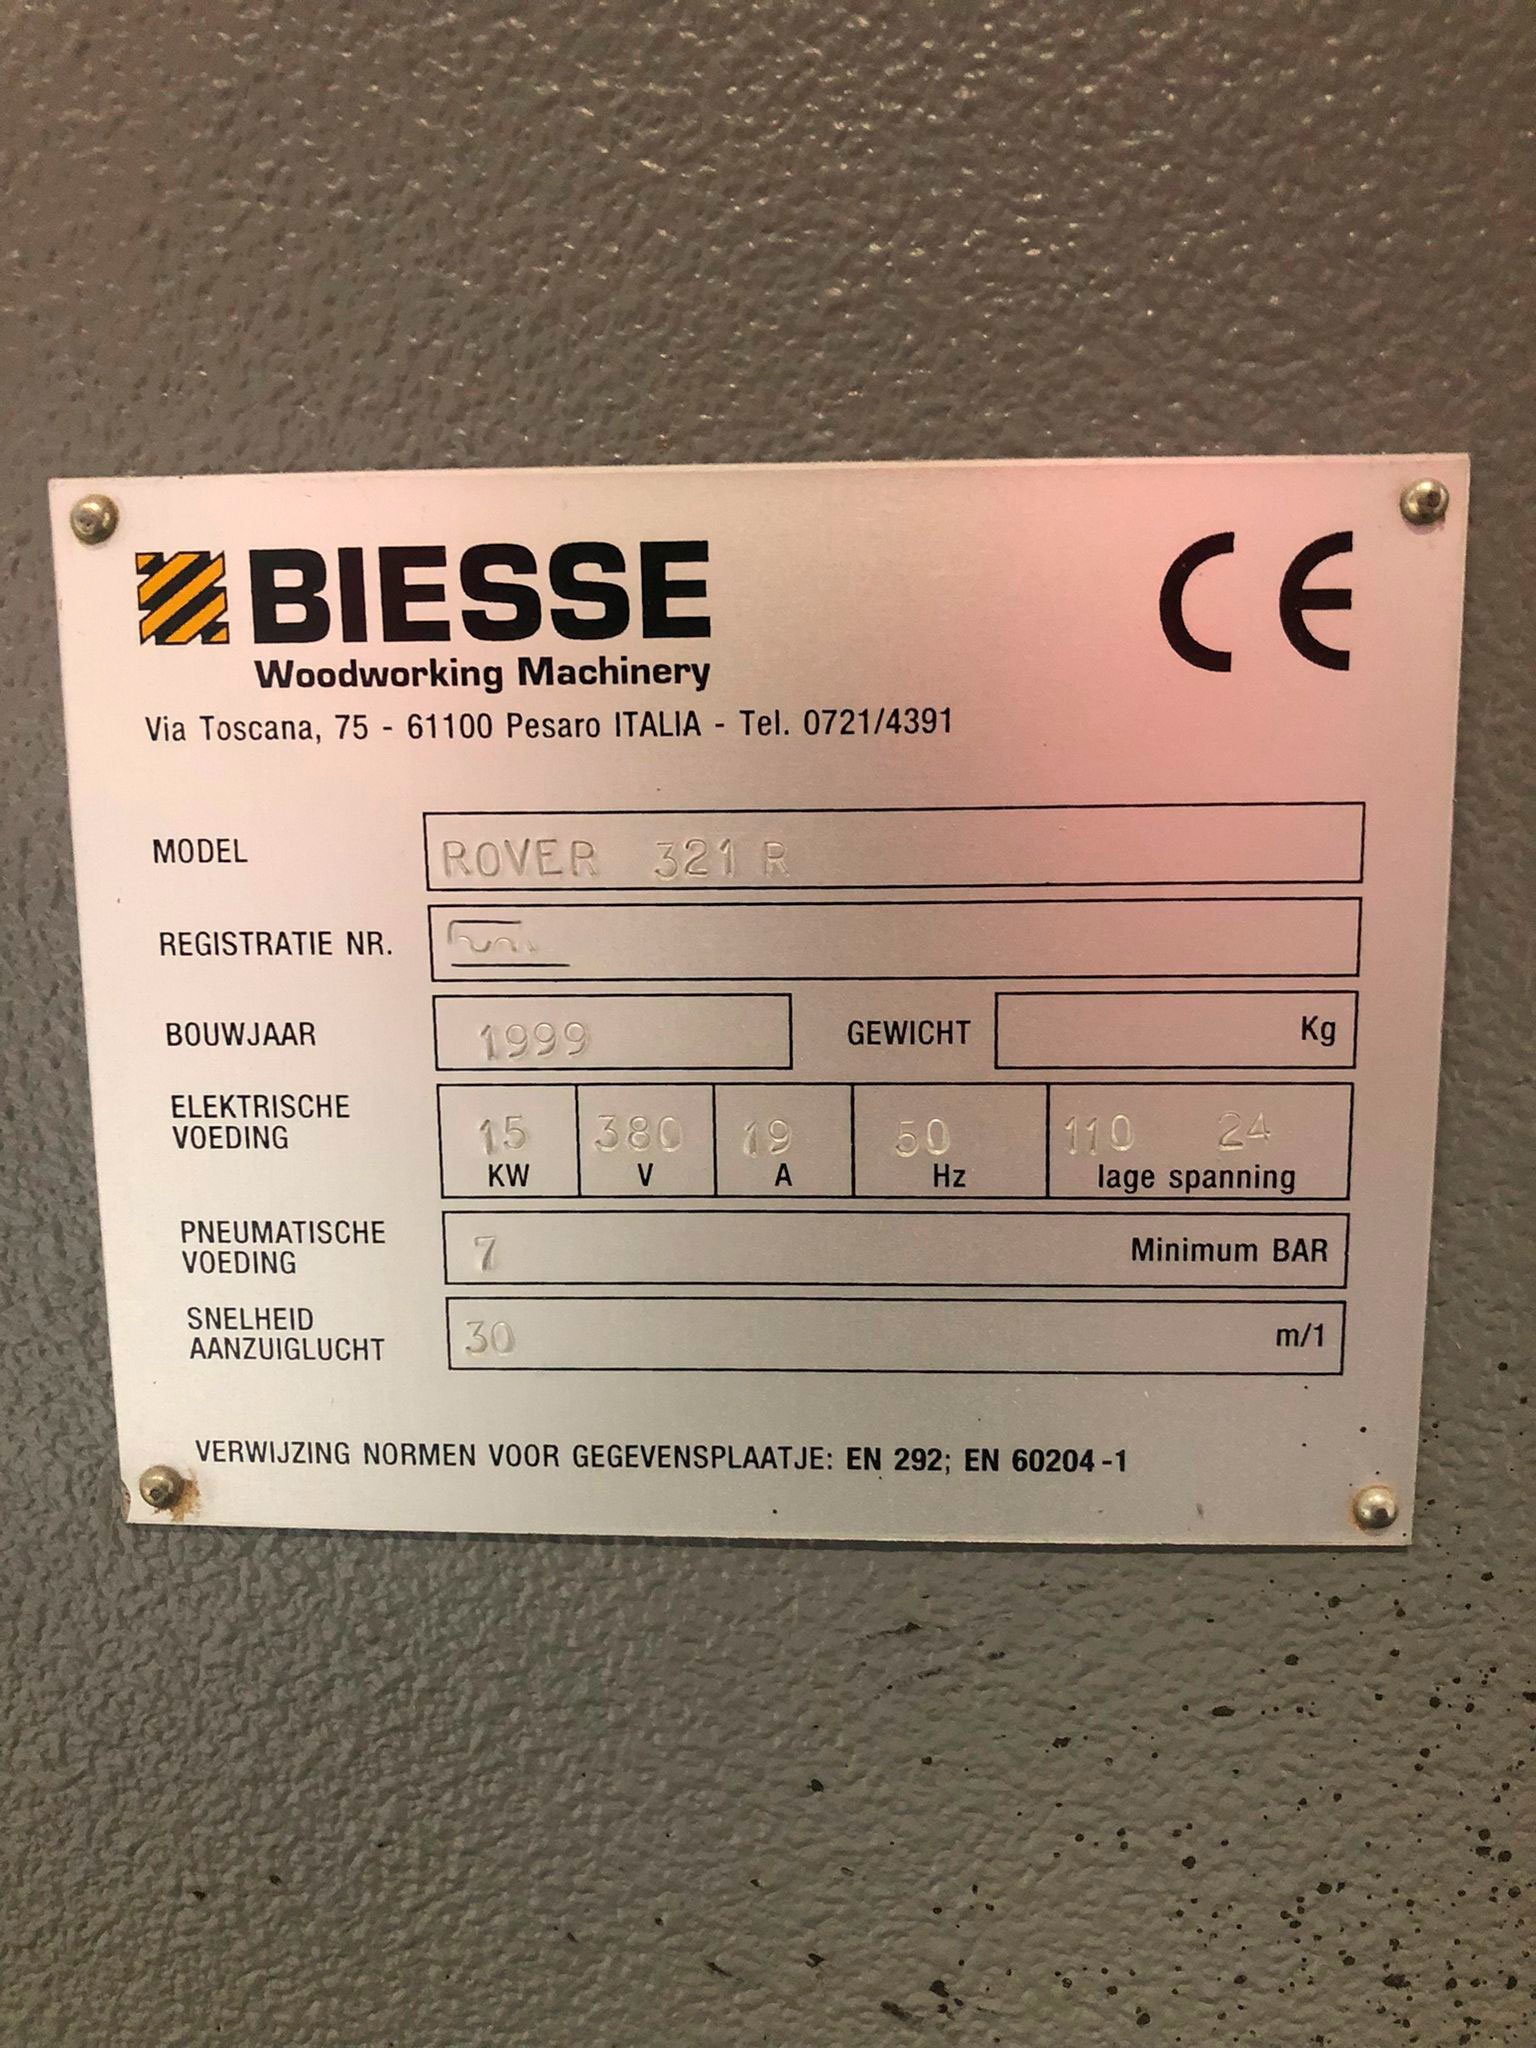 BIESSE
Woodworking Machinery
Via Toscana, 75 - 61100 Pesaro ITALIA - Tel. 0721/4391
CE
MODEL ROVER 321 R
REGISTRATIE NR.
BOUWJAAR 1999 GEWICHT Kg
ELEKTRISCHE VOEDING 15 KW 380 V 19 A 50 Hz 110 24 lage spanning
PNEUMATISCHE VOEDING 7 Minimum BAR
SNELHEID AANZUIGLUCHT 30 m/1
VERWIJZING NORMEN VOOR GEGEVENSPLAATJE: EN 292; EN 60204-1